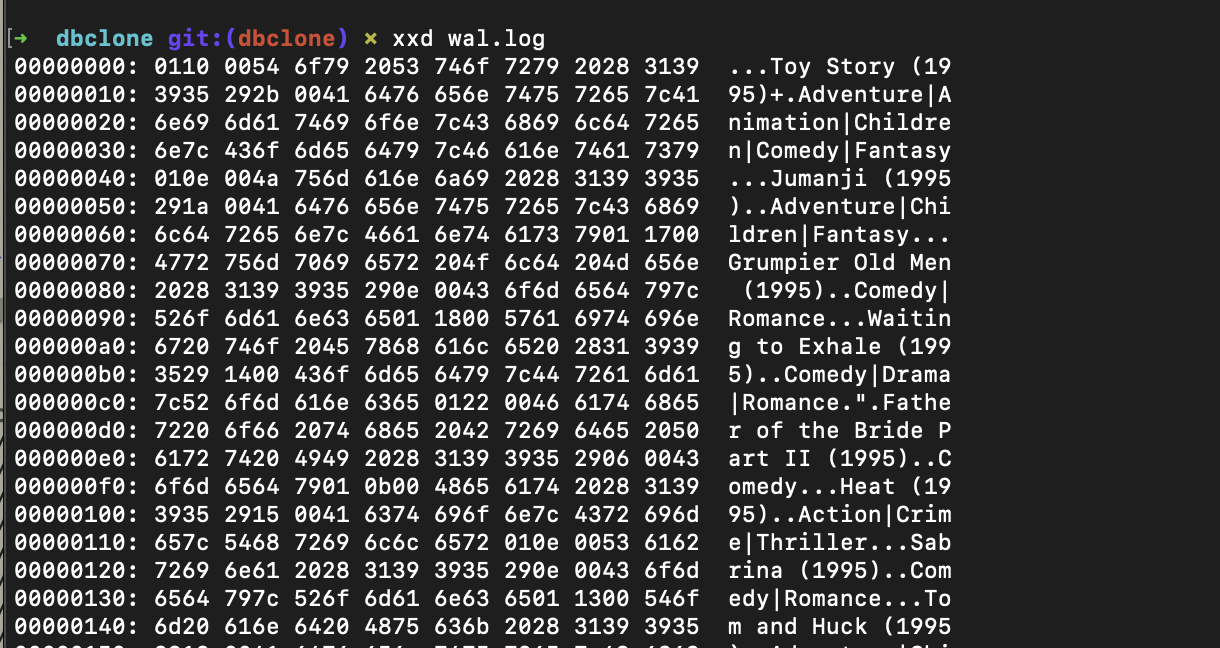 [➜  dbclone git:(dbclone) ✗ xxd wal.log
00000000: 0110 0054 6f79 2053 746f 7279 2028 3139  ...Toy Story (19
00000010: 3935 292b 0041 6476 656e 7475 7265 7c41  95)+.Adventure|A
00000020: 6e69 6d61 7469 6f6e 7c43 6869 6c64 7265  nimation|Childre
00000030: 6e7c 436f 6d65 6479 7c46 616e 7461 7379  n|Comedy|Fantasy
00000040: 010e 004a 756d 616e 6a69 2028 3139 3935  ...Jumanji (1995
00000050: 291a 0041 6476 656e 7475 7265 7c43 6869  )..Adventure|Chi
00000060: 6c64 7265 6e7c 4661 6e74 6173 7901 1700  ldren|Fantasy...
00000070: 4772 756d 7069 6572 204f 6c64 204d 656e  Grumpier Old Men
00000080: 2028 3139 3935 290e 0043 6f6d 6564 797c   (1995)..Comedy|
00000090: 526f 6d61 6e63 6501 1800 5761 6974 696e  Romance...Waitin
000000a0: 6720 746f 2045 7868 616c 6520 2831 3939  g to Exhale (199
000000b0: 3529 1400 436f 6d65 6479 7c44 7261 6d61  5)..Comedy|Drama
000000c0: 7c52 6f6d 616e 6365 0122 0046 6174 6865  |Romance.".Fathe
000000d0: 7220 6f66 2074 6865 2042 7269 6465 2050  r of the Bride P
000000e0: 6172 7420 4949 2028 3139 3935 2906 0043  art II (1995)..C
000000f0: 6f6d 6564 7901 0b00 4865 6174 2028 3139  omedy...Heat (19
00000100: 3935 2915 0041 6374 696f 6e7c 4372 696d  95)..Action|Crim
00000110: 657c 5468 7269 6c6c 6572 010e 0053 6162  e|Thriller...Sab
00000120: 7269 6e61 2028 3139 3935 290e 0043 6f6d  rina (1995)..Com
00000130: 6564 797c 526f 6d61 6e63 6501 1300 546f  edy|Romance...To
00000140: 6d20 616e 6420 4875 636b 2028 3139 3935  m and Huck (1995